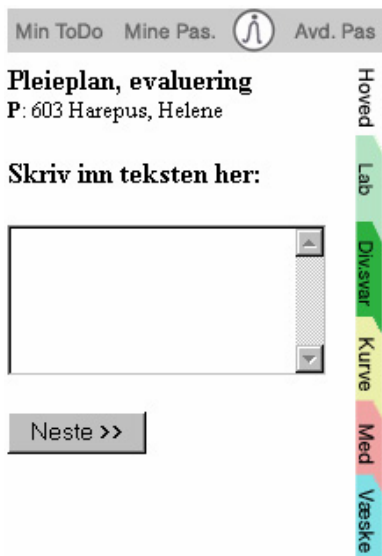 Min ToDo Mine Pas. Avd. Pas
Pleieplan, evaluering
P: 603 Harepus, Helene
Skriv inn teksten her:
Neste >>
Hoved
Lab
Div.svar
Kurve
Med
Væske